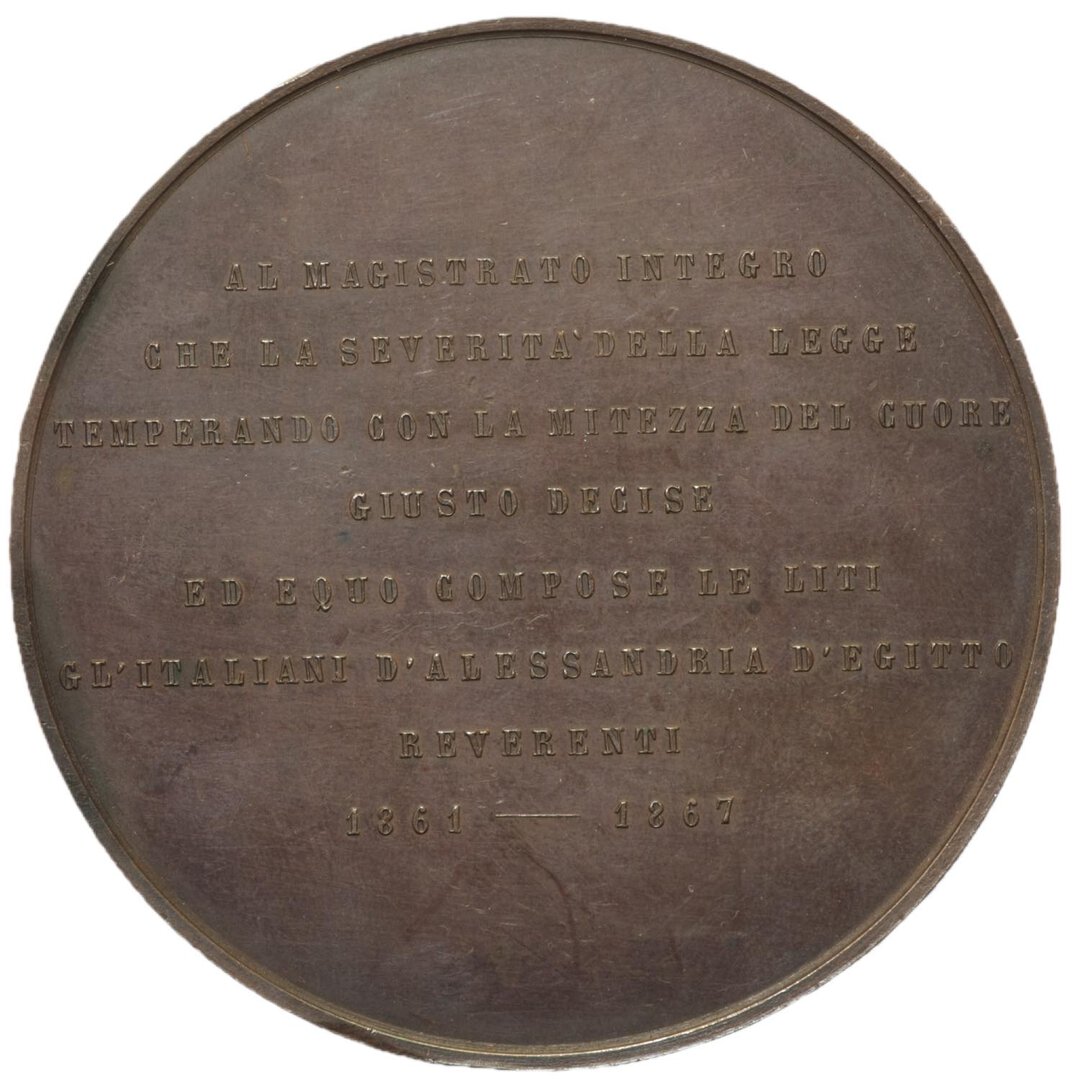 AL MAGISTRATO INTEGRO
CHE LA SEVERITÀ DELLA LEGGE
TEMPERANDO CON LA MITEZZA DEL CUORE
GIUSTO DECISE
ED EQUO COMPOSE LE LITI
GL'ITALIANI D'ALESSANDRIA D'EGITTO
REVERENTI
1861 — 1867